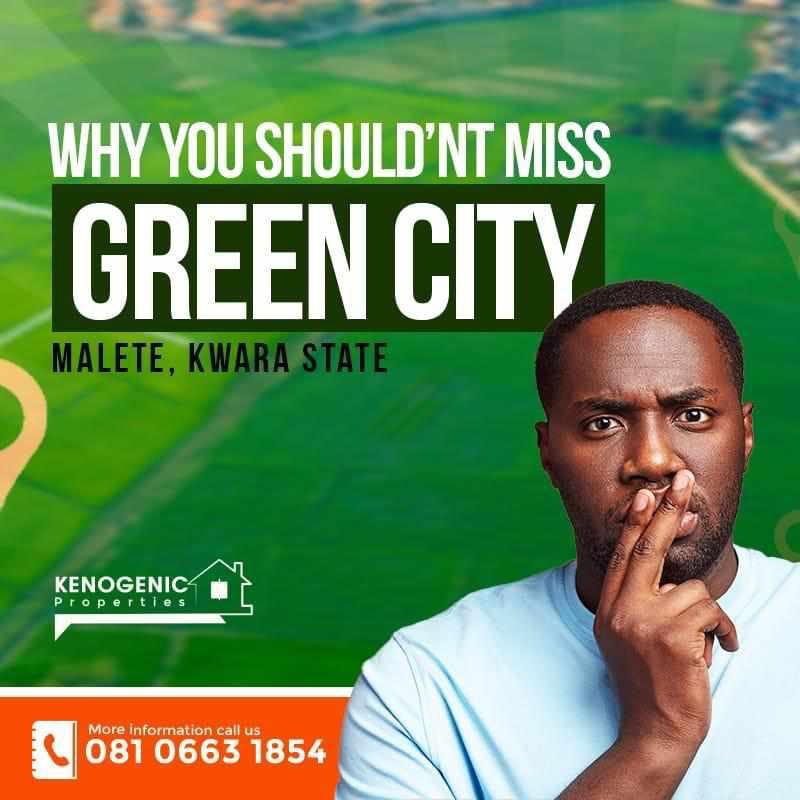 WHY YOU SHOULD'NT MISS
GREEN CITY
MALETE, KWARA STATE
KENOGENIC
Properties
More information call us
081 0663 1854